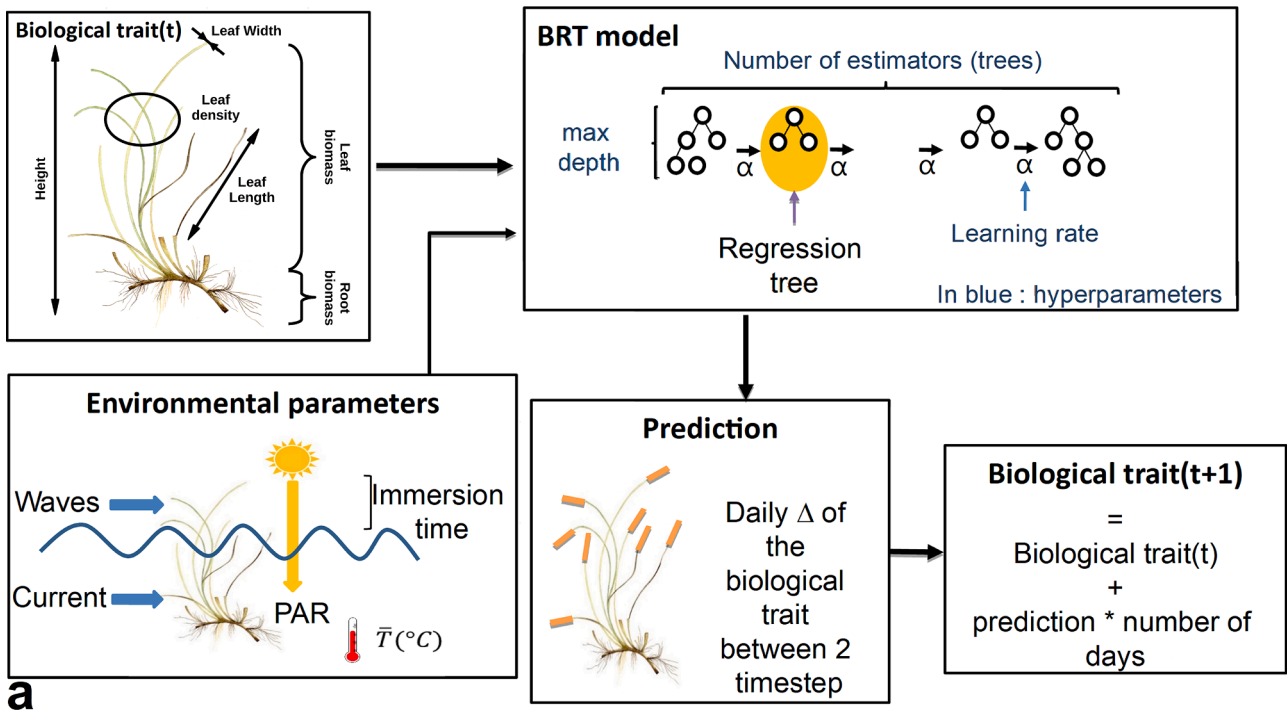 Biological trait(t)
Leaf Width
Leaf
density
Height
Leaf
Length
Leaf
biomass
Root
biomass
BRT model
Number of estimators (trees)
max
depth
α
α
α
α
Regression
tree
Learning rate
In blue : hyperparameters
Environmental parameters
Waves
Immersion
time
Current
PAR
T̅(°C)
Prediction
Daily Δ of
the
biological
trait
between 2
timestep
Biological trait(t+1)
=
Biological trait(t)
+
prediction * number of
days
a